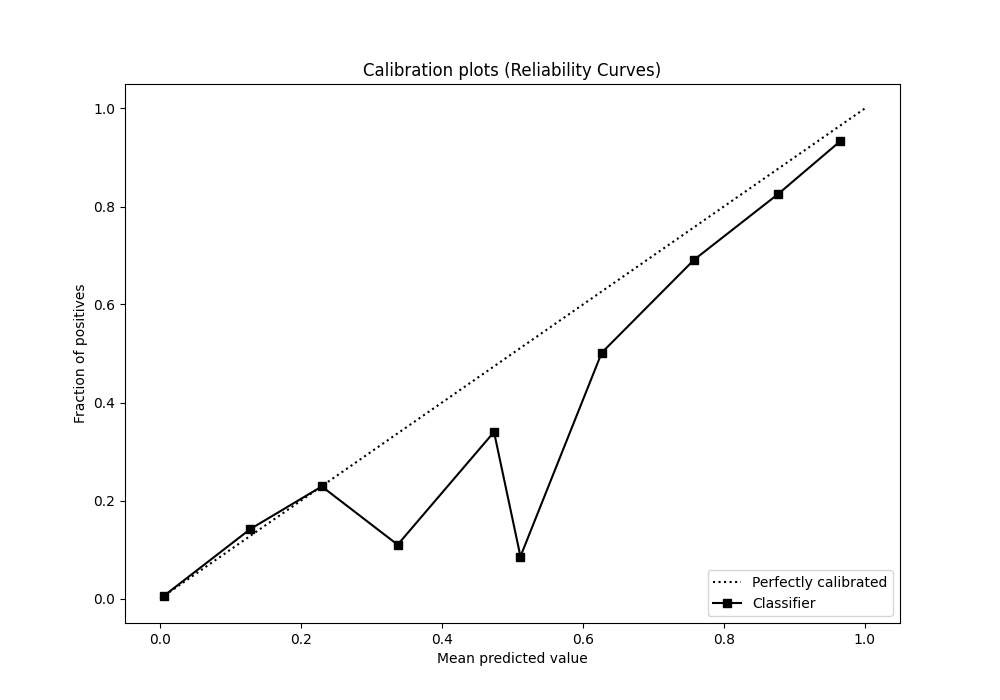 Calibration plots (Reliability Curves)
1.0
0.8
0.6
0.4
0.2
0.0
Fraction of positives
0.0 0.2 0.4 0.6 0.8 1.0
Mean predicted value
Perfectly calibrated
Classifier